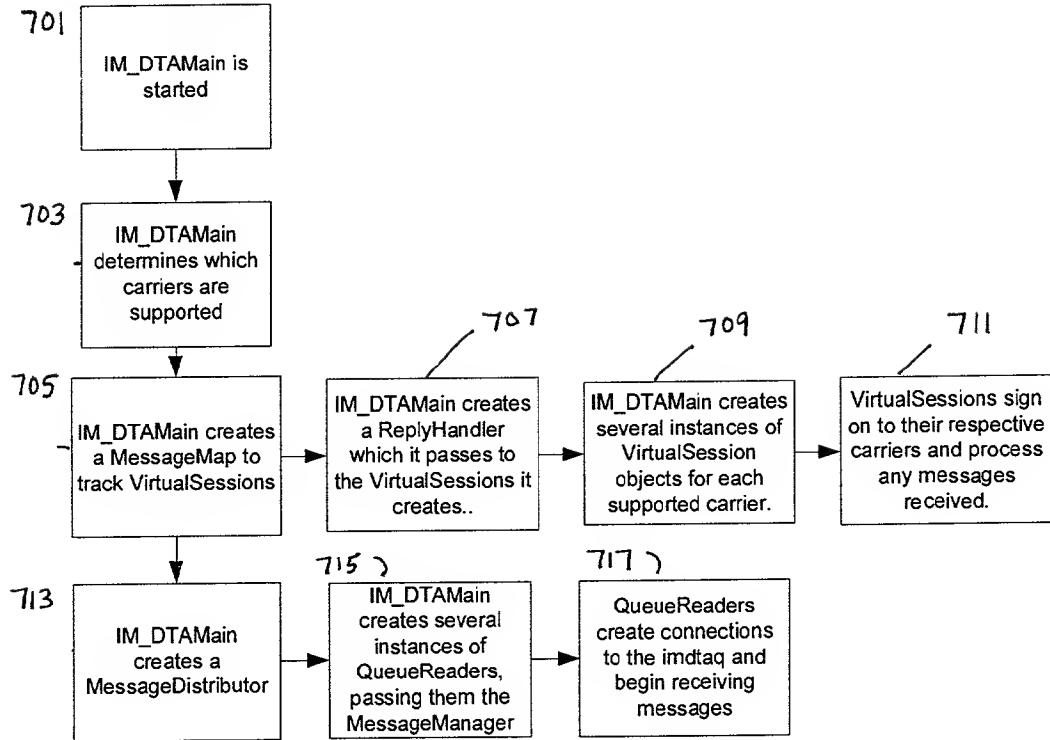 701
IM_DTAMain is
started
703
IM_DTAMain
determines which
carriers are
supported
705
IM_DTAMain creates
a MessageMap to
track VirtualSessions
707
IM_DTAMain creates
a ReplyHandler
which it passes to
the VirtualSessions it
creates..
709
IM_DTAMain creates
several instances of
VirtualSession
objects for each
supported carrier.
711
VirtualSessions sign
on to their respective
carriers and process
any messages
received.
713
IM_DTAMain
creates a
MessageDistributor
715
IM_DTAMain
creates several
instances of
QueueReaders,
passing them the
MessageManager
717
QueueReaders
create connections
to the imdtaq and
begin receiving
messages